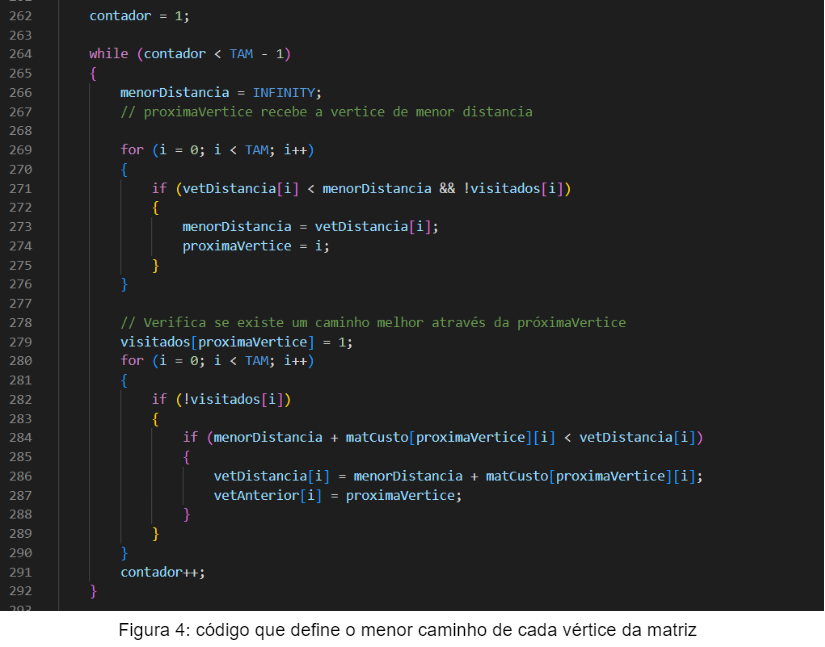 262 contador = 1;
263
264 while (contador < TAM - 1)
265 {
266 menorDistancia = INFINITY;
267 // proximaVertice recebe a vertice de menor distancia
268
269 for (i = 0; i < TAM; i++)
270 {
271 if (vetDistancia[i] < menorDistancia && !visitados[i])
272 {
273 menorDistancia = vetDistancia[i];
274 proximaVertice = i;
275 }
276 }
277
278 // Verifica se existe um caminho melhor através da próximaVertice
279 visitados[proximaVertice] = 1;
280 for (i = 0; i < TAM; i++)
281 {
282 if (!visitados[i])
283 {
284 if (menorDistancia + matCusto[proximaVertice][i] < vetDistancia[i])
285 {
286 vetDistancia[i] = menorDistancia + matCusto[proximaVertice][i];
287 vetAnterior[i] = proximaVertice;
288 }
289 }
290 }
291 contador++;
292 }
293
Figura 4: código que define o menor caminho de cada vértice da matriz